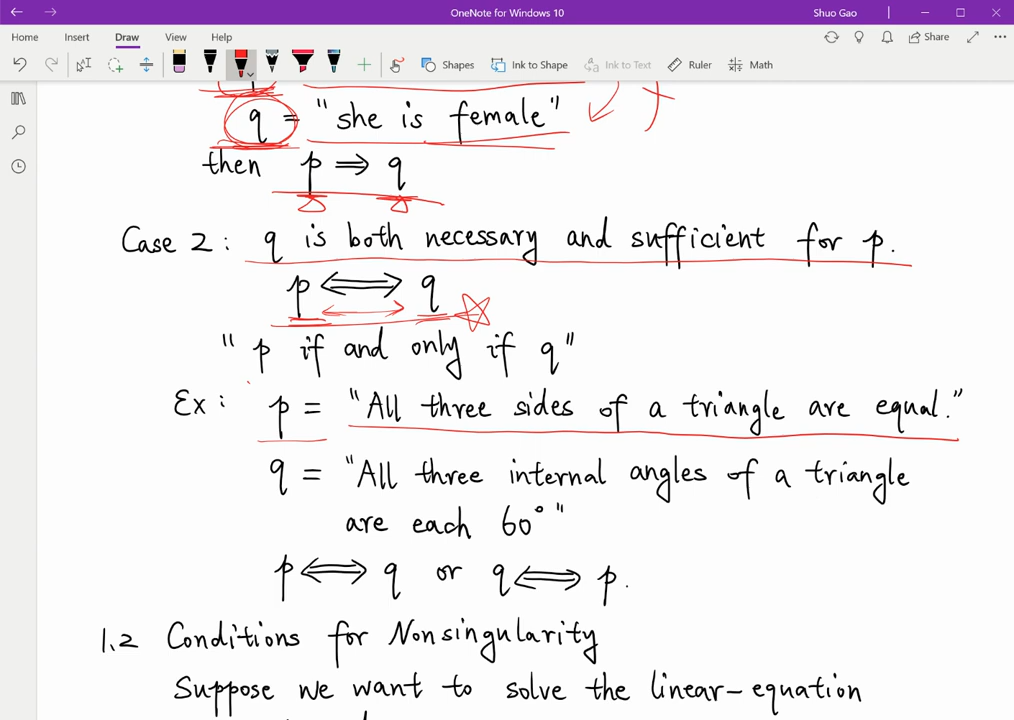 OneNote for Windows 10
Shuo Gao
Home Insert Draw View Help
Share
Shapes Ink to Shape Ink to Text Ruler Math
q = "she is female"
then p ⇒ q
Case 2: q is both necessary and sufficient for p.
p ⟺ q
"p if and only if q"
Ex: p = "All three sides of a triangle are equal."
q = "All three internal angles of a triangle
are each 60°"
p ⟺ q or q ⟺ p.
1.2 Conditions for Nonsingularity
Suppose we want to solve the linear-equation